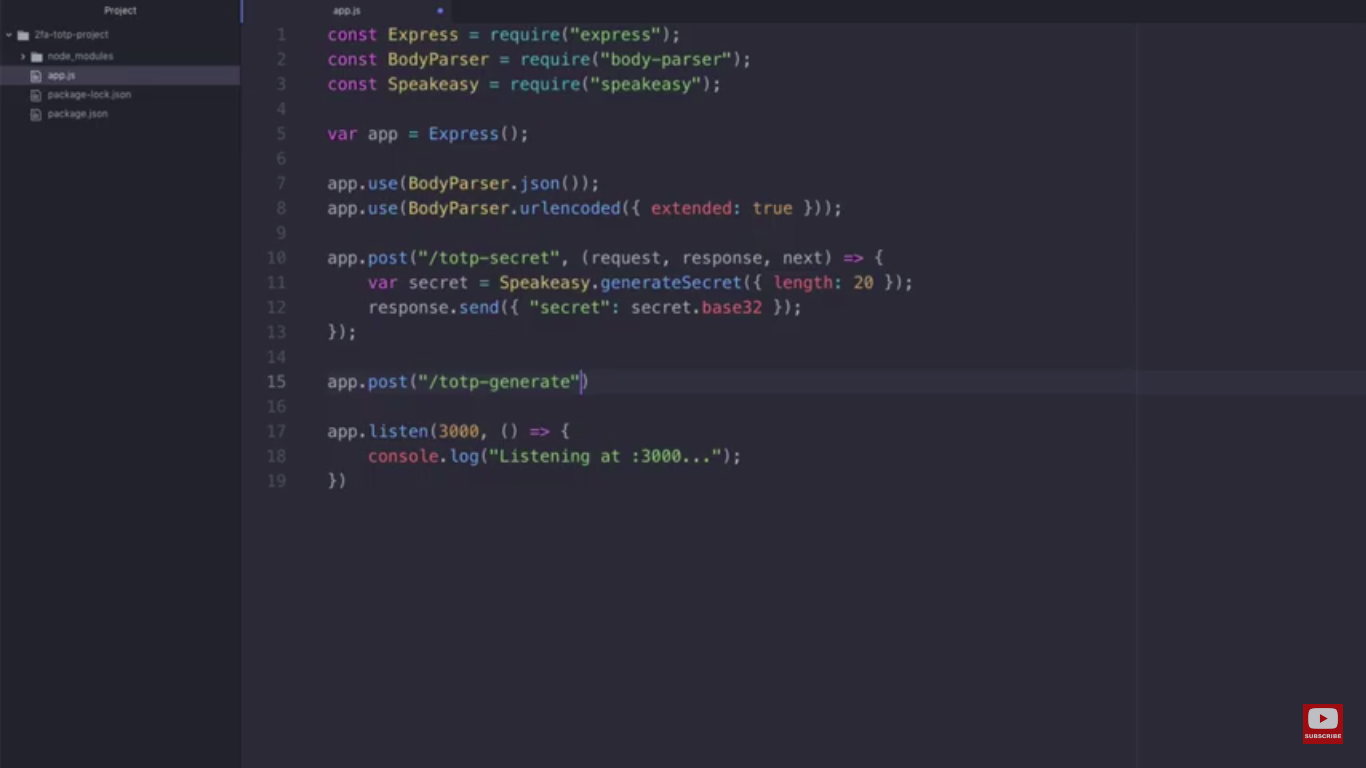 Project
2fa-totp-project
node_modules
app.js
package-lock.json
package.json
app.js
1 const Express = require("express");
2 const BodyParser = require("body-parser");
3 const Speakeasy = require("speakeasy");
4
5 var app = Express();
6
7 app.use(BodyParser.json());
8 app.use(BodyParser.urlencoded({ extended: true }));
9
10 app.post("/totp-secret", (request, response, next) => {
11     var secret = Speakeasy.generateSecret({ length: 20 });
12     response.send({ "secret": secret.base32 });
13 });
14
15 app.post("/totp-generate")
16
17 app.listen(3000, () => {
18     console.log("Listening at :3000...");
19 })
SUBSCRIBE